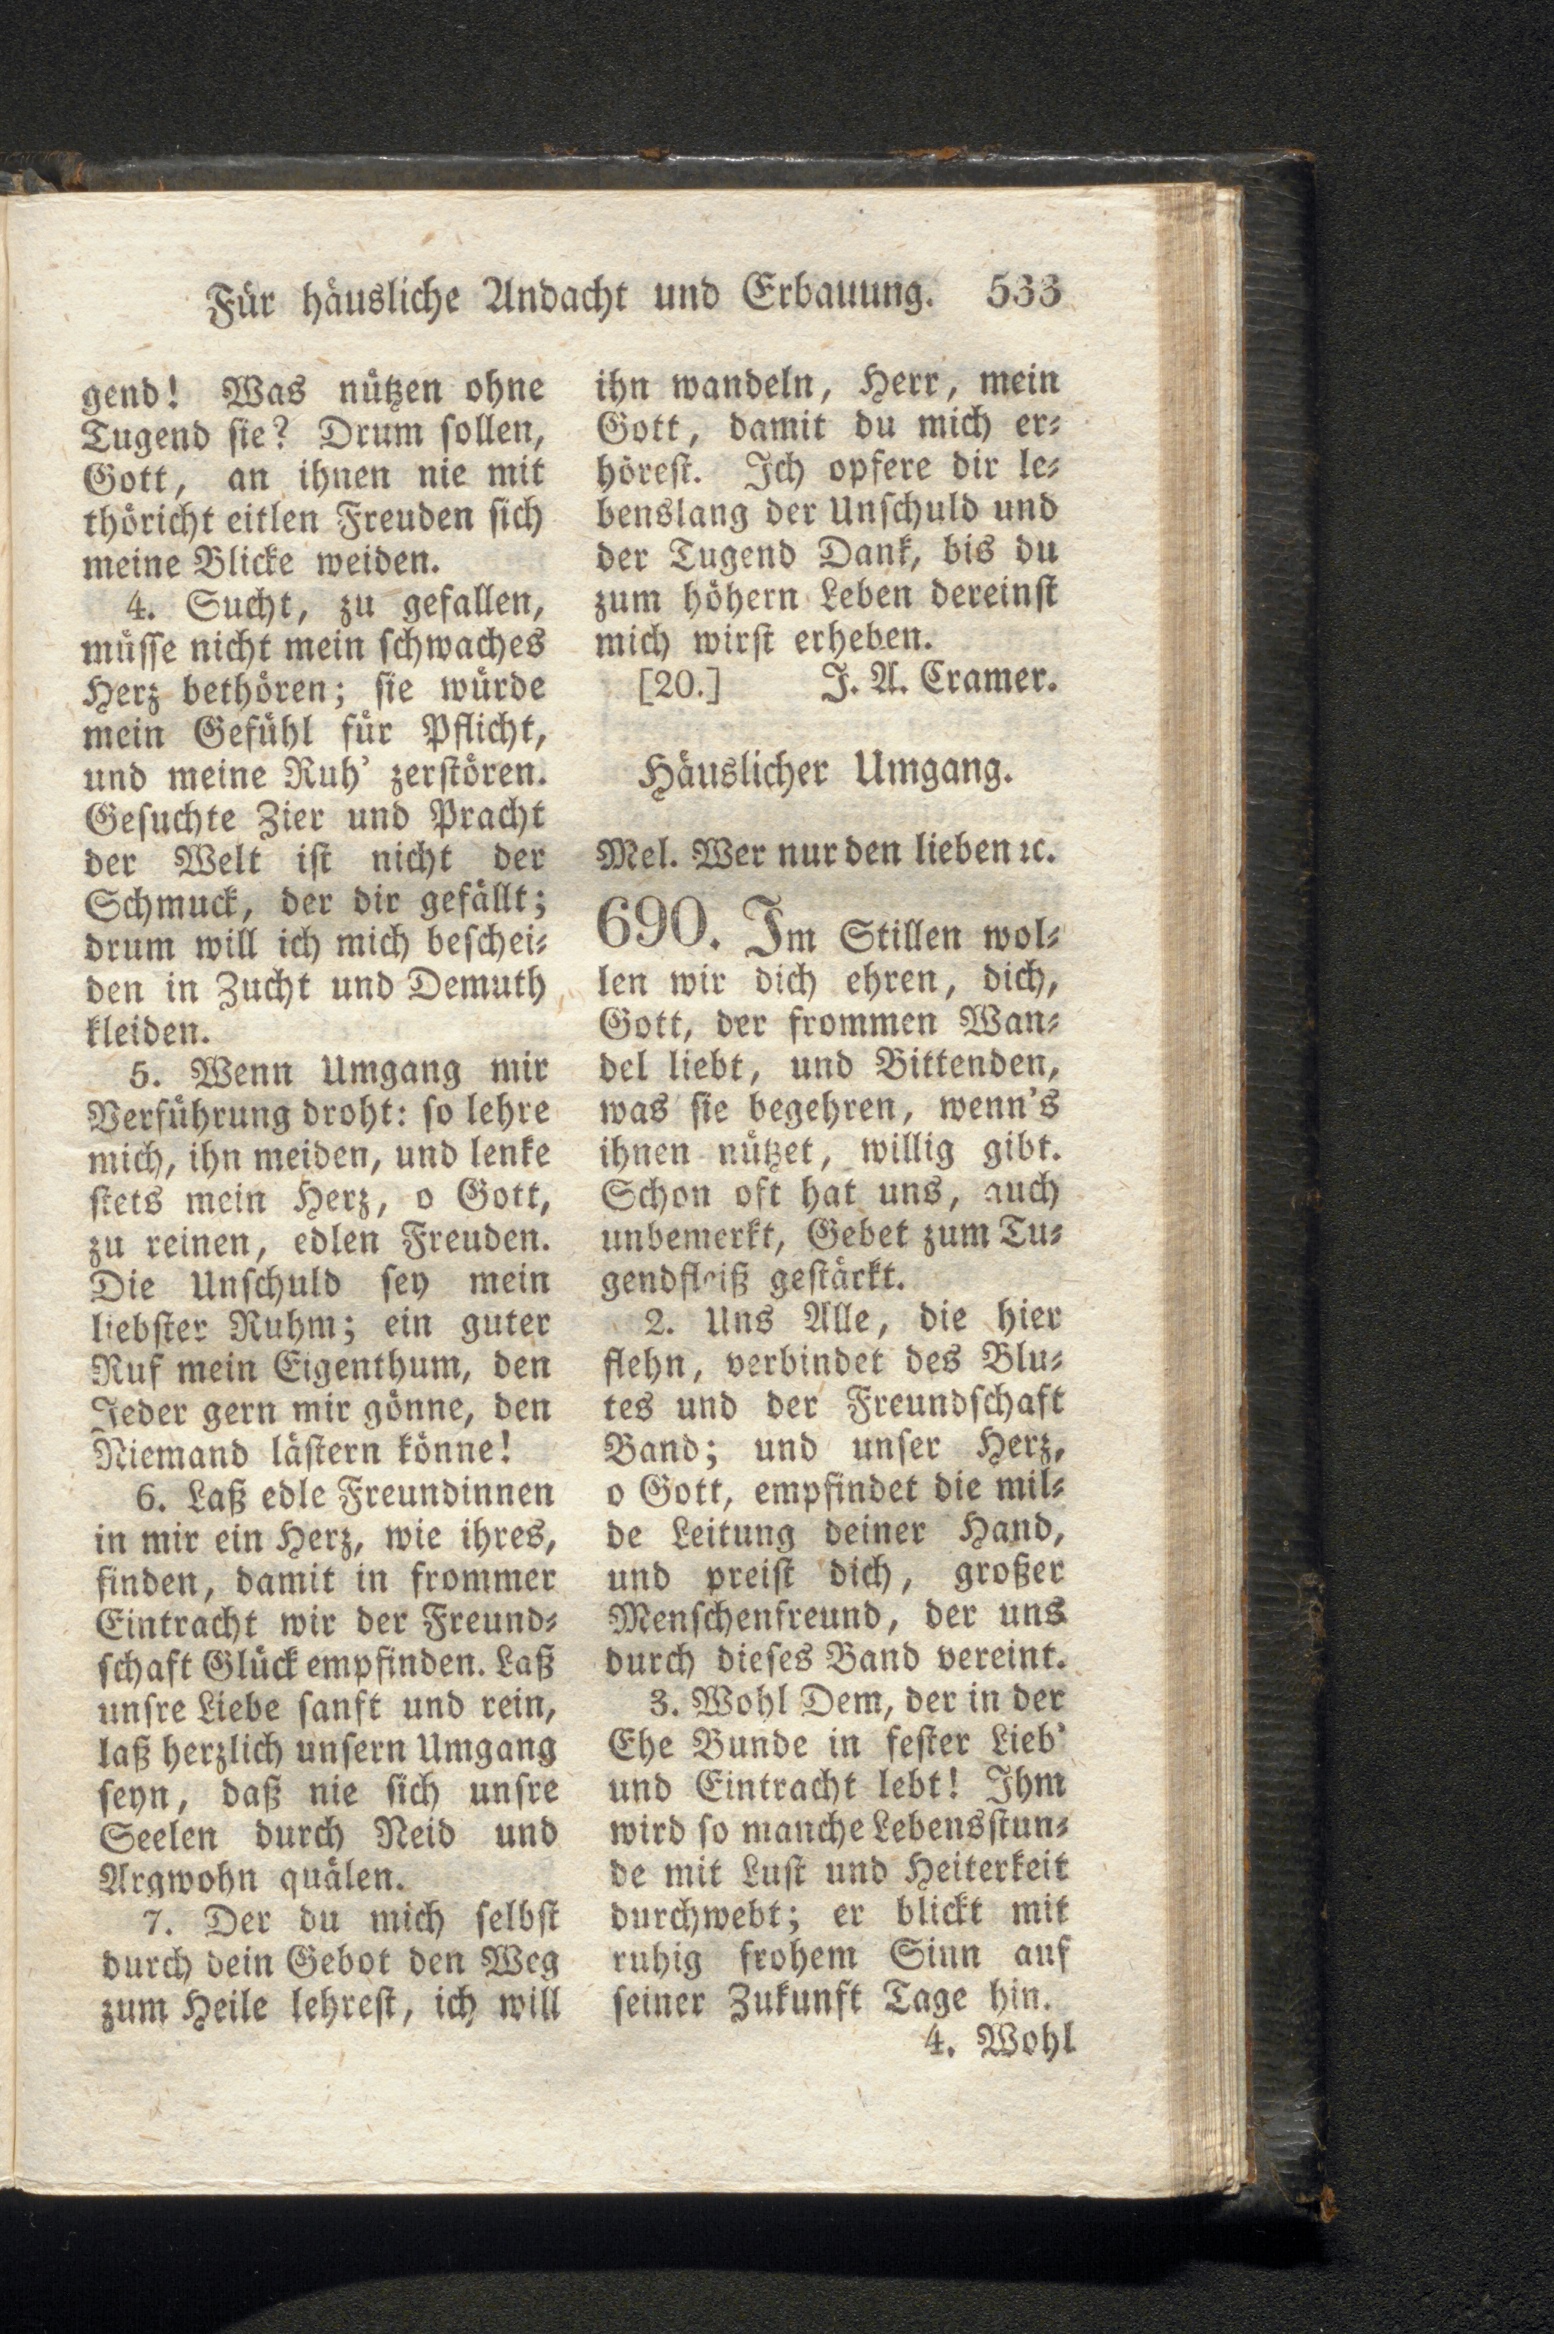 Für häusliche Andacht und Erbauung. 533
gend! Was nützen ohne
Tugend sie? Drum sollen,
Gott, an ihnen nie mit
thöricht eitlen Freuden sich
meine Blicke weiden.
4. Sucht, zu gefallen,
müsse nicht mein schwaches
Herz bethören; sie würde
mein Gefühl für Pflicht,
und meine Ruh' zerstören.
Gesuchte Zier und Pracht
der Welt ist nicht der
Schmuck, der dir gefällt;
drum will ich mich beschei-
den in Zucht und Demuth
kleiden.
5. Wenn Umgang mir
Verführung droht: so lehre
mich, ihn meiden, und lenke
stets mein Herz, o Gott,
zu reinen, edlen Freuden.
Die Unschuld sey mein
liebster Ruhm; ein guter
Ruf mein Eigenthum, den
Jeder gern mir gönne, den
Niemand lästern könne!
6. Laß edle Freundinnen
in mir ein Herz, wie ihres,
finden, damit in frommer
Eintracht wir der Freund-
schaft Glück empfinden. Laß
unsre Liebe sanft und rein,
laß herzlich unsern Umgang
seyn, daß nie sich unsre
Seelen durch Neid und
Argwohn quälen.
7. Der du mich selbst
durch dein Gebot den Weg
zum Heile lehrest, ich will
ihn wandeln, Herr, mein
Gott, damit du mich er-
hörest. Ich opfere dir le-
benslang der Unschuld und
der Tugend Dank, bis du
zum höhern Leben dereinst
mich wirst erheben.
[20.] J. A. Cramer.
Häuslicher Umgang.
Mel. Wer nur den lieben ꝛc.
690. Im Stillen wol-
len wir dich ehren, dich,
Gott, der frommen Wan-
del liebt, und Bittenden,
was sie begehren, wenn's
ihnen nützet, willig gibt.
Schon oft hat uns, auch
unbemerkt, Gebet zum Tu-
gendfleiß gestärkt.
2. Uns Alle, die hier
flehn, verbindet des Blu-
tes und der Freundschaft
Band; und unser Herz,
o Gott, empfindet die mil-
de Leitung deiner Hand,
und preist dich, großer
Menschenfreund, der uns
durch dieses Band vereint.
3. Wohl Dem, der in der
Ehe Bunde in fester Lieb'
und Eintracht lebt! Ihm
wird so manche Lebensstun-
de mit Lust und Heiterkeit
durchwebt; er blickt mit
ruhig frohem Sinn auf
seiner Zukunft Tage hin.
4. Wohl